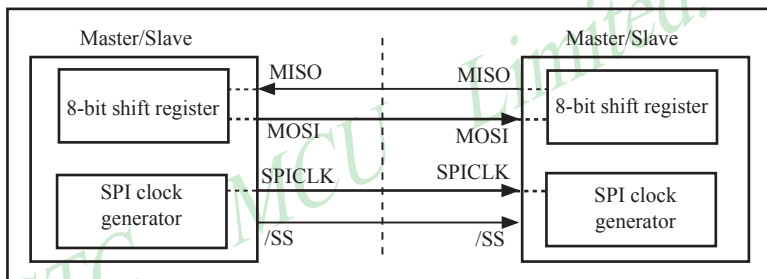 Master/Slave
Master/Slave
MISO
MISO
8-bit shift register
8-bit shift register
MOSI
MOSI
SPICLK
SPICLK
SPI clock
generator
SPI clock
generator
/SS
/SS
STC MCU Limited.